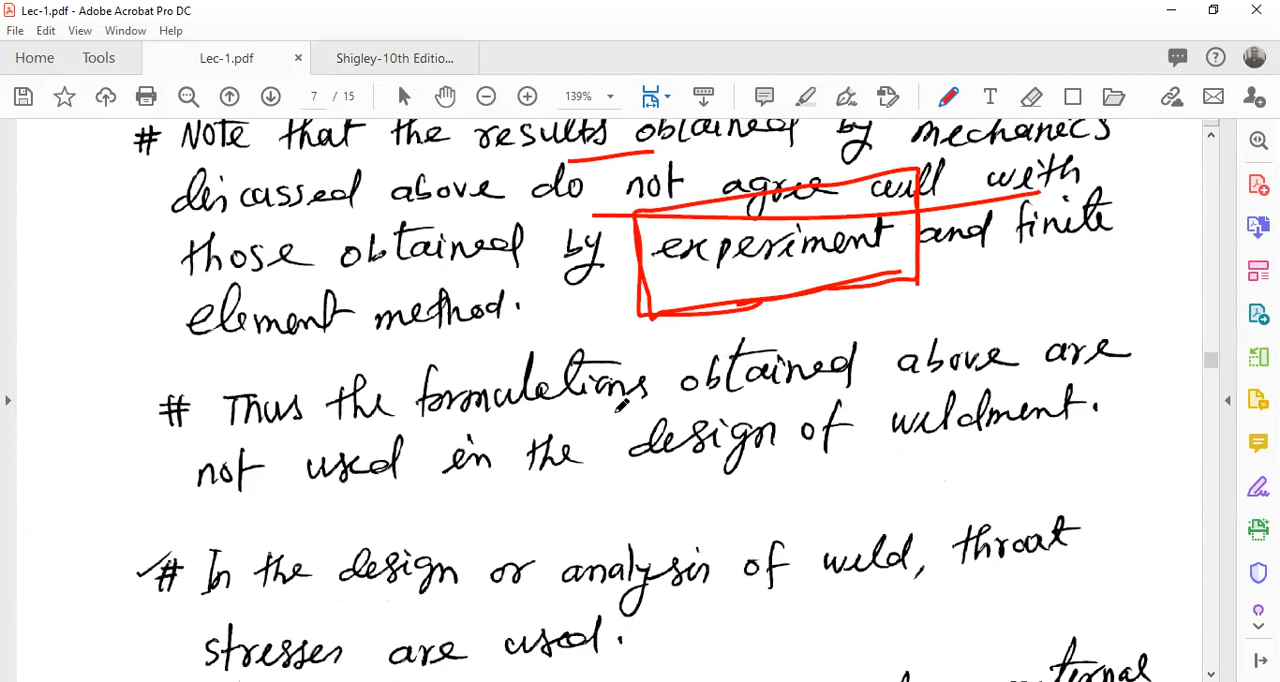 Lec-1.pdf - Adobe Acrobat Pro DC
File Edit View Window Help
Home Tools Lec-1.pdf × Shigley-10th Editio...
7 / 15 139%
# Note that the results obtained by mechanics
discassed above do not agree well with
those obtained by experiment and finite
element method.
# Thus the formulations obtained above are
not used in the design of weldment.
# In the design or analysis of weld, throat
stresses are used.